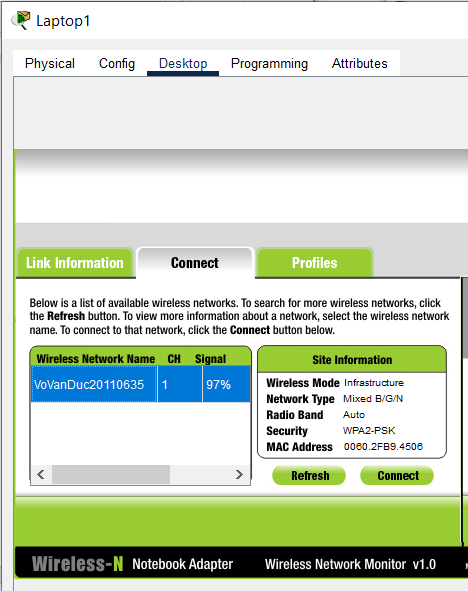 Laptop1
Physical Config Desktop Programming Attributes
Link Information Connect Profiles
Below is a list of available wireless networks. To search for more wireless networks, click
the Refresh button. To view more information about a network, select the wireless network
name. To connect to that network, click the Connect button below.
Wireless Network Name CH Signal
VoVanDuc20110635 1 97%
Site Information
Wireless Mode Infrastructure
Network Type Mixed B/G/N
Radio Band Auto
Security WPA2-PSK
MAC Address 0060.2FB9.4506
Refresh Connect
Wireless-N Notebook Adapter Wireless Network Monitor v1.0